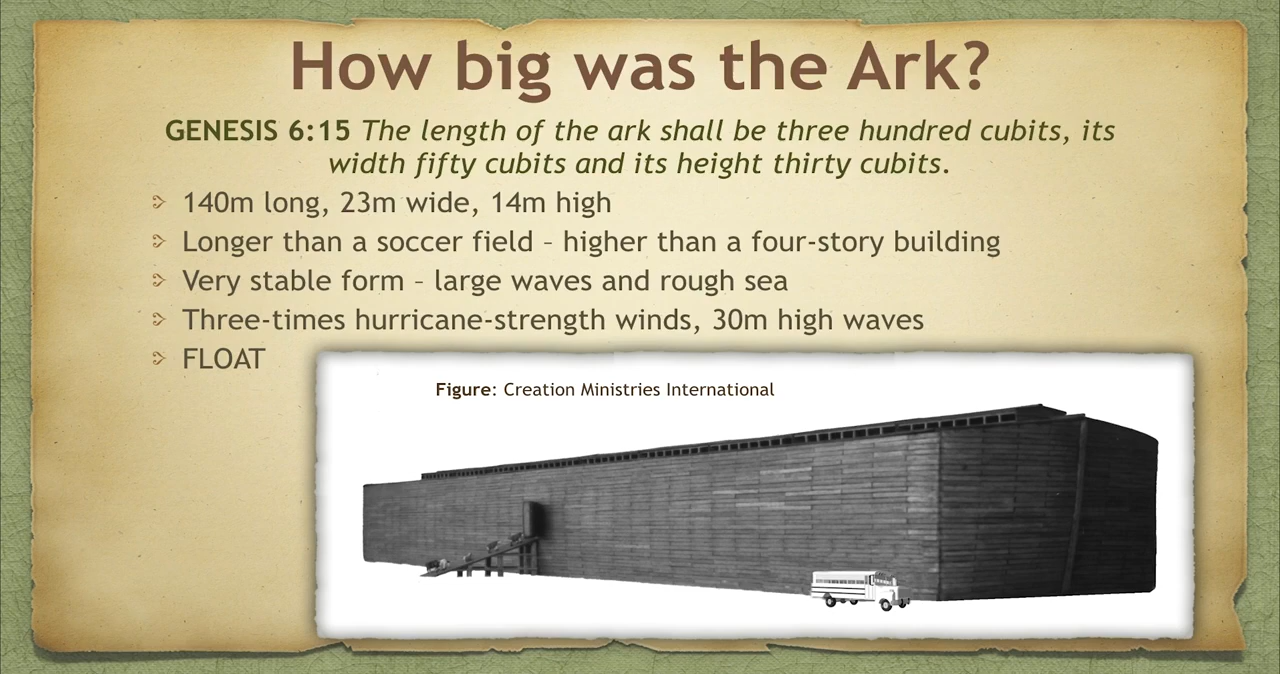 How big was the Ark?
GENESIS 6:15 The length of the ark shall be three hundred cubits, its
width fifty cubits and its height thirty cubits.
140m long, 23m wide, 14m high
Longer than a soccer field – higher than a four-story building
Very stable form – large waves and rough sea
Three-times hurricane-strength winds, 30m high waves
FLOAT
Figure: Creation Ministries International